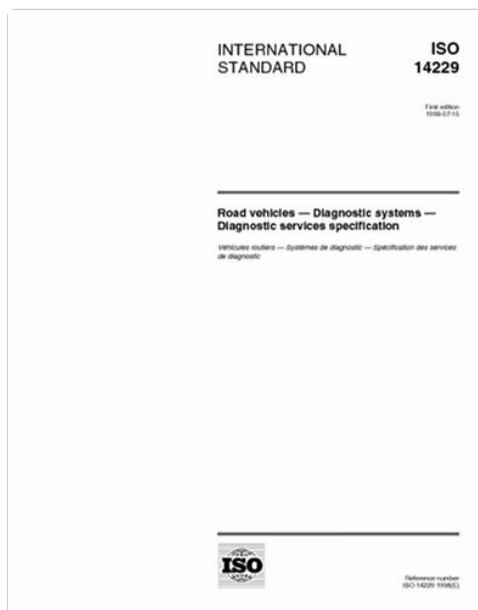 INTERNATIONAL
STANDARD
ISO
14229
First edition
1998-07-15
Road vehicles — Diagnostic systems —
Diagnostic services specification
Véhicules routiers — Systèmes de diagnostic — Spécification des services
de diagnostic
ISO
Reference number
ISO 14229:1998(E)